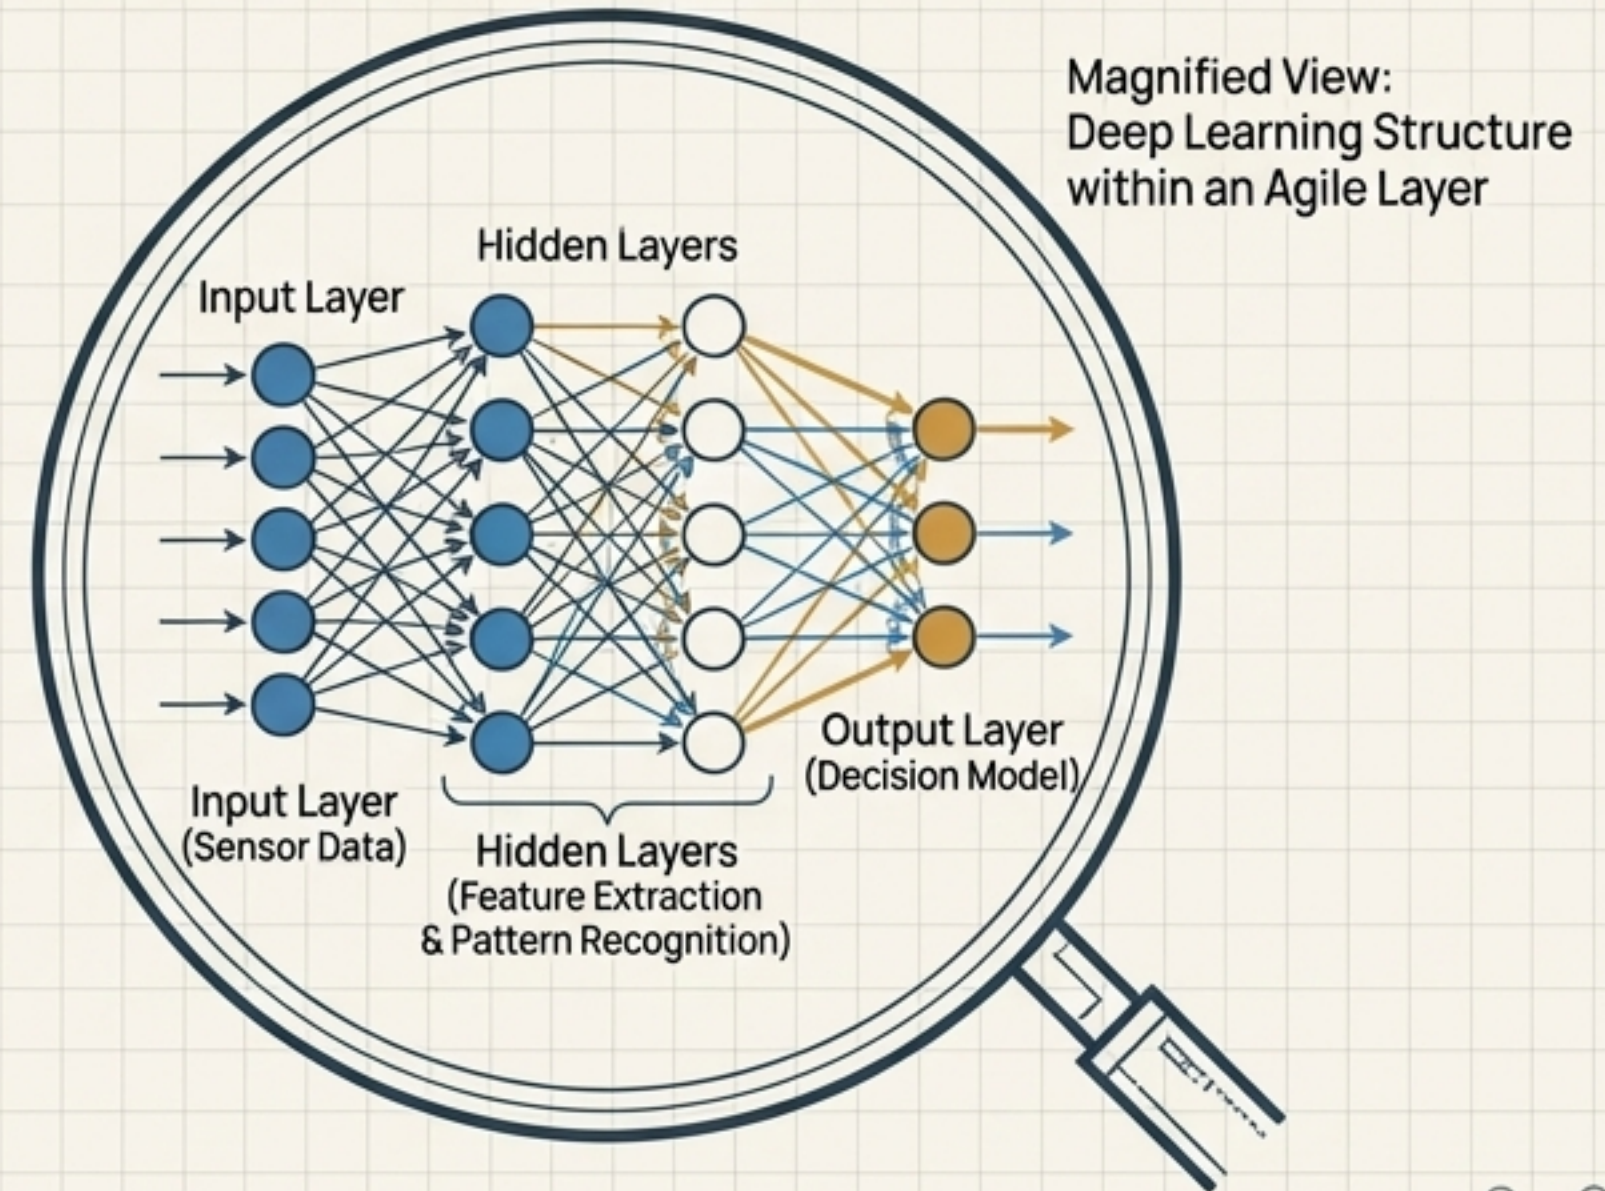 Magnified View:
Deep Learning Structure
within an Agile Layer
Hidden Layers
Input Layer
Output Layer
(Decision Model)
Input Layer
(Sensor Data)
Hidden Layers
(Feature Extraction
& Pattern Recognition)